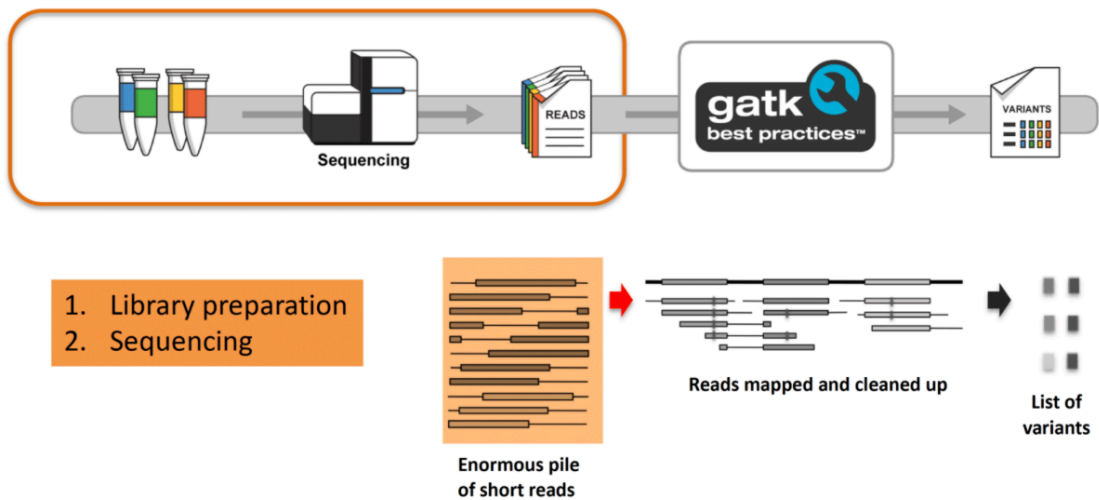 Sequencing
READS
gatk
best practices™
VARIANTS
1. Library preparation
2. Sequencing
Enormous pile
of short reads
Reads mapped and cleaned up
List of
variants